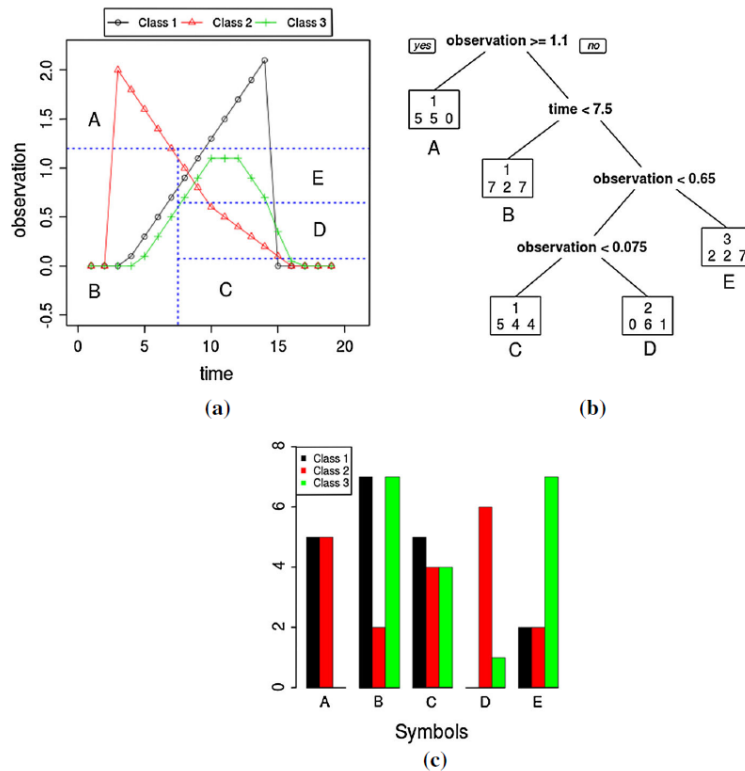 Class 1 Class 2 Class 3
2.0
1.5
1.0
0.5
0.0
-0.5
observation
A
E
D
B
C
0 5 10 15 20
time
(a)
yes observation >= 1.1 no
1
5 5 0
A
time < 7.5
1
7 2 7
B
observation < 0.65
observation < 0.075
3
2 2 7
E
1
5 4 4
C
2
0 6 1
D
(b)
8
6
4
2
0
Class 1
Class 2
Class 3
A B C D E
Symbols
(c)